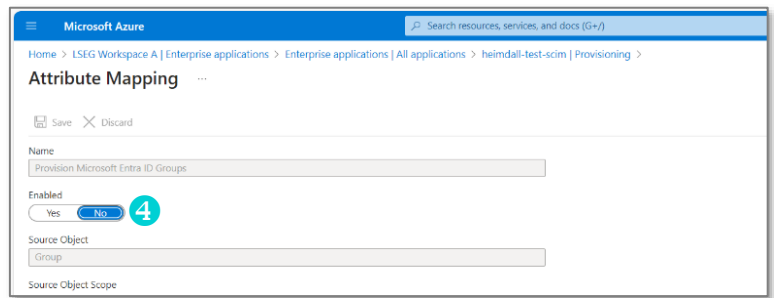 Microsoft Azure
Search resources, services, and docs (G+/)
Home > LSEG Workspace A | Enterprise applications > Enterprise applications | All applications > heimdall-test-scim | Provisioning >
Attribute Mapping ...
Save Discard
Name
Provision Microsoft Entra ID Groups
Enabled
Yes No 4
Source Object
Group
Source Object Scope